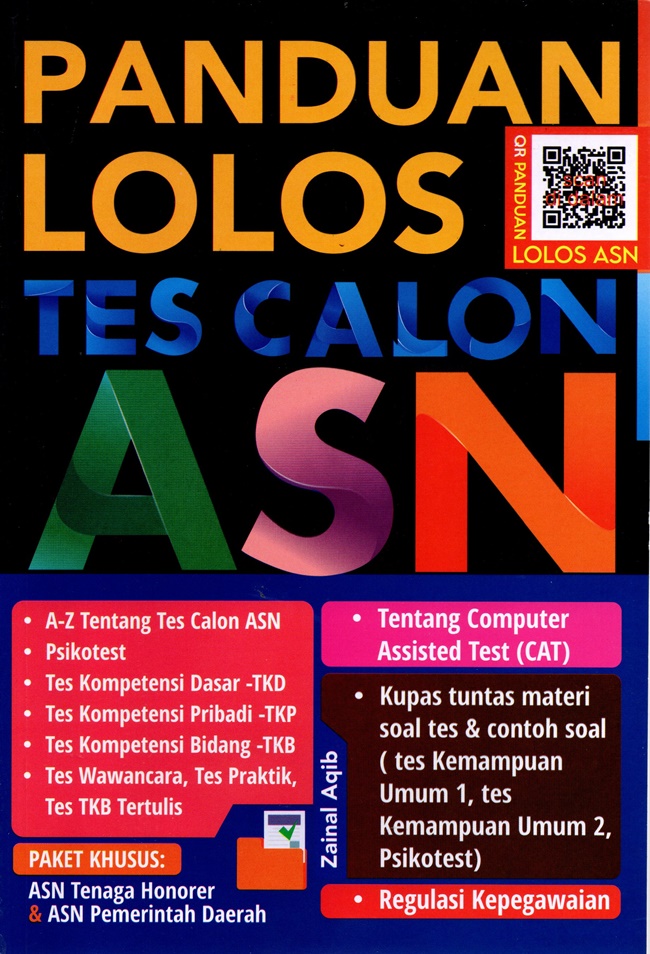 PANDUAN
LOLOS
QR PANDUAN
scan
di dalam
LOLOS ASN
TES CALON
ASN
• A-Z Tentang Tes Calon ASN
• Psikotest
• Tes Kompetensi Dasar -TKD
• Tes Kompetensi Pribadi -TKP
• Tes Kompetensi Bidang -TKB
• Tes Wawancara, Tes Praktik,
Tes TKB Tertulis
PAKET KHUSUS:
ASN Tenaga Honorer
& ASN Pemerintah Daerah
Zainal Aqib
• Tentang Computer
Assisted Test (CAT)
• Kupas tuntas materi
soal tes & contoh soal
( tes Kemampuan
Umum 1, tes
Kemampuan Umum 2,
Psikotest)
• Regulasi Kepegawaian